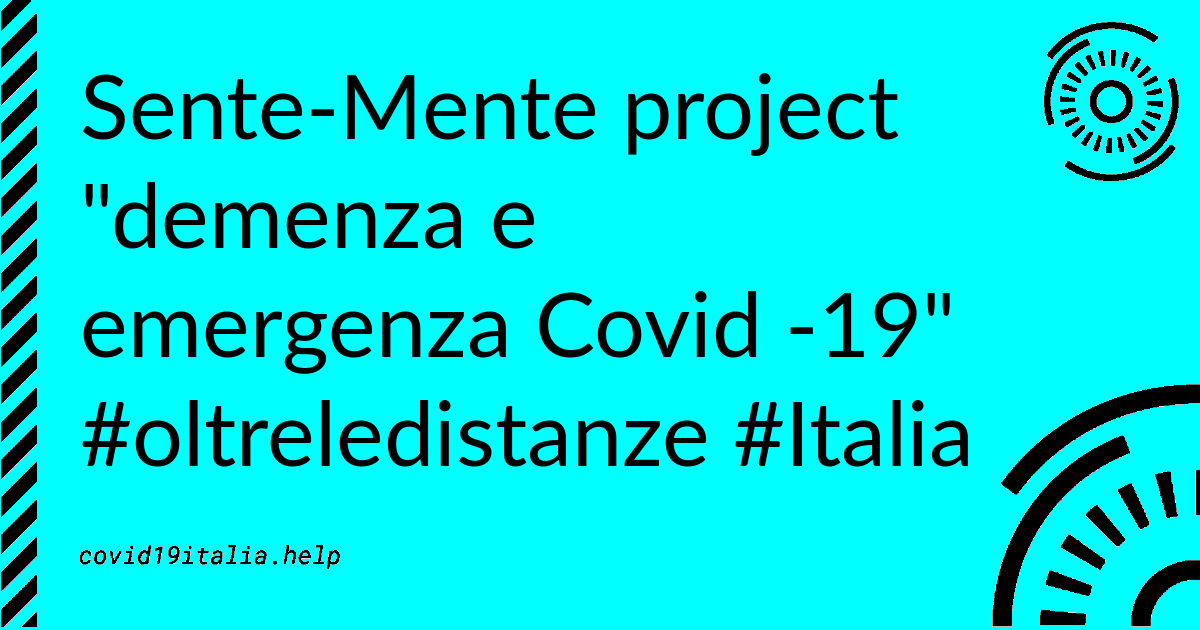 Sente-Mente project
"demenza e
emergenza Covid -19"
#oltreledistanze #Italia
covid19italia.help